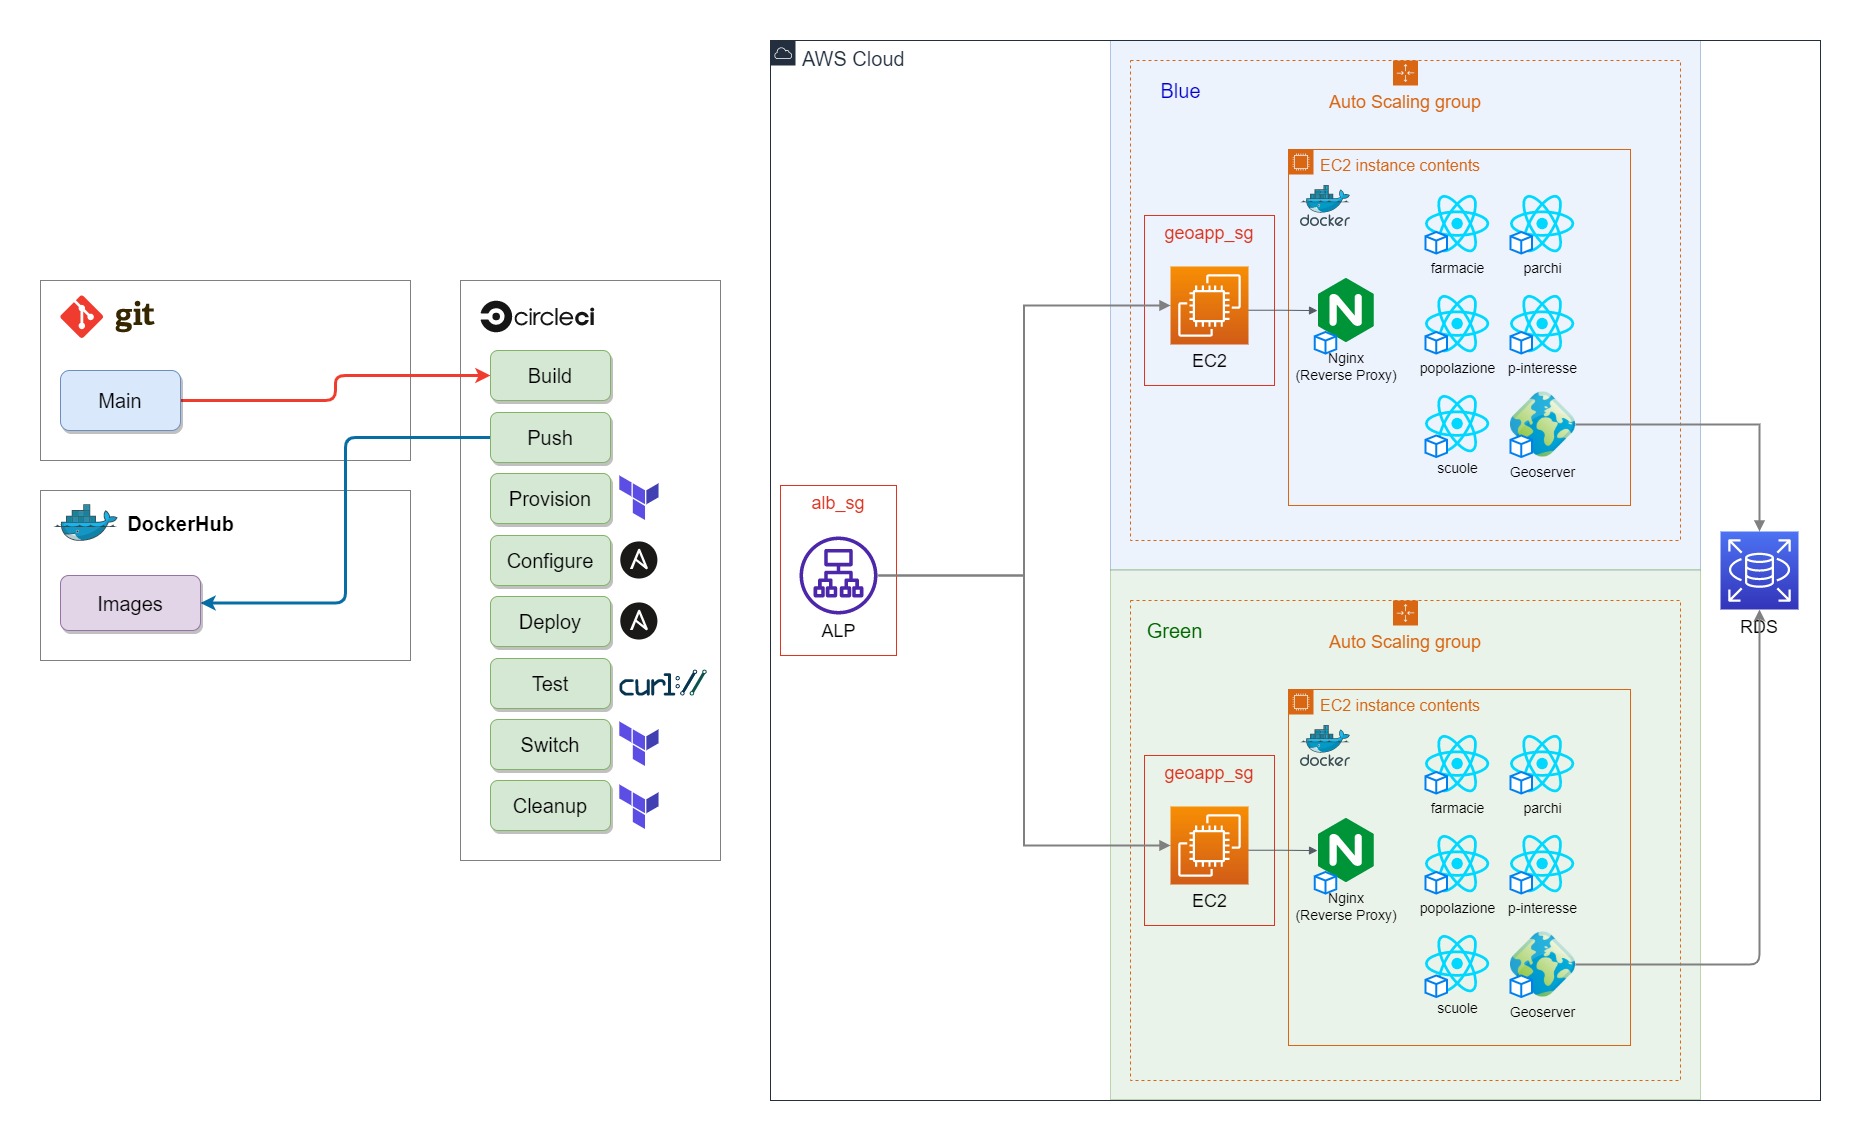 git
Main
DockerHub
Images
circleci
Build
Push
Provision
Configure
Deploy
Test
curl://
Switch
Cleanup
AWS Cloud
alb_sg
ALP
Blue
Auto Scaling group
EC2 instance contents
docker
geoapp_sg
EC2
N
Nginx
(Reverse Proxy)
farmacie
parchi
popolazione
p-interesse
scuole
Geoserver
Green
Auto Scaling group
EC2 instance contents
docker
geoapp_sg
EC2
N
Nginx
(Reverse Proxy)
farmacie
parchi
popolazione
p-interesse
scuole
Geoserver
RDS